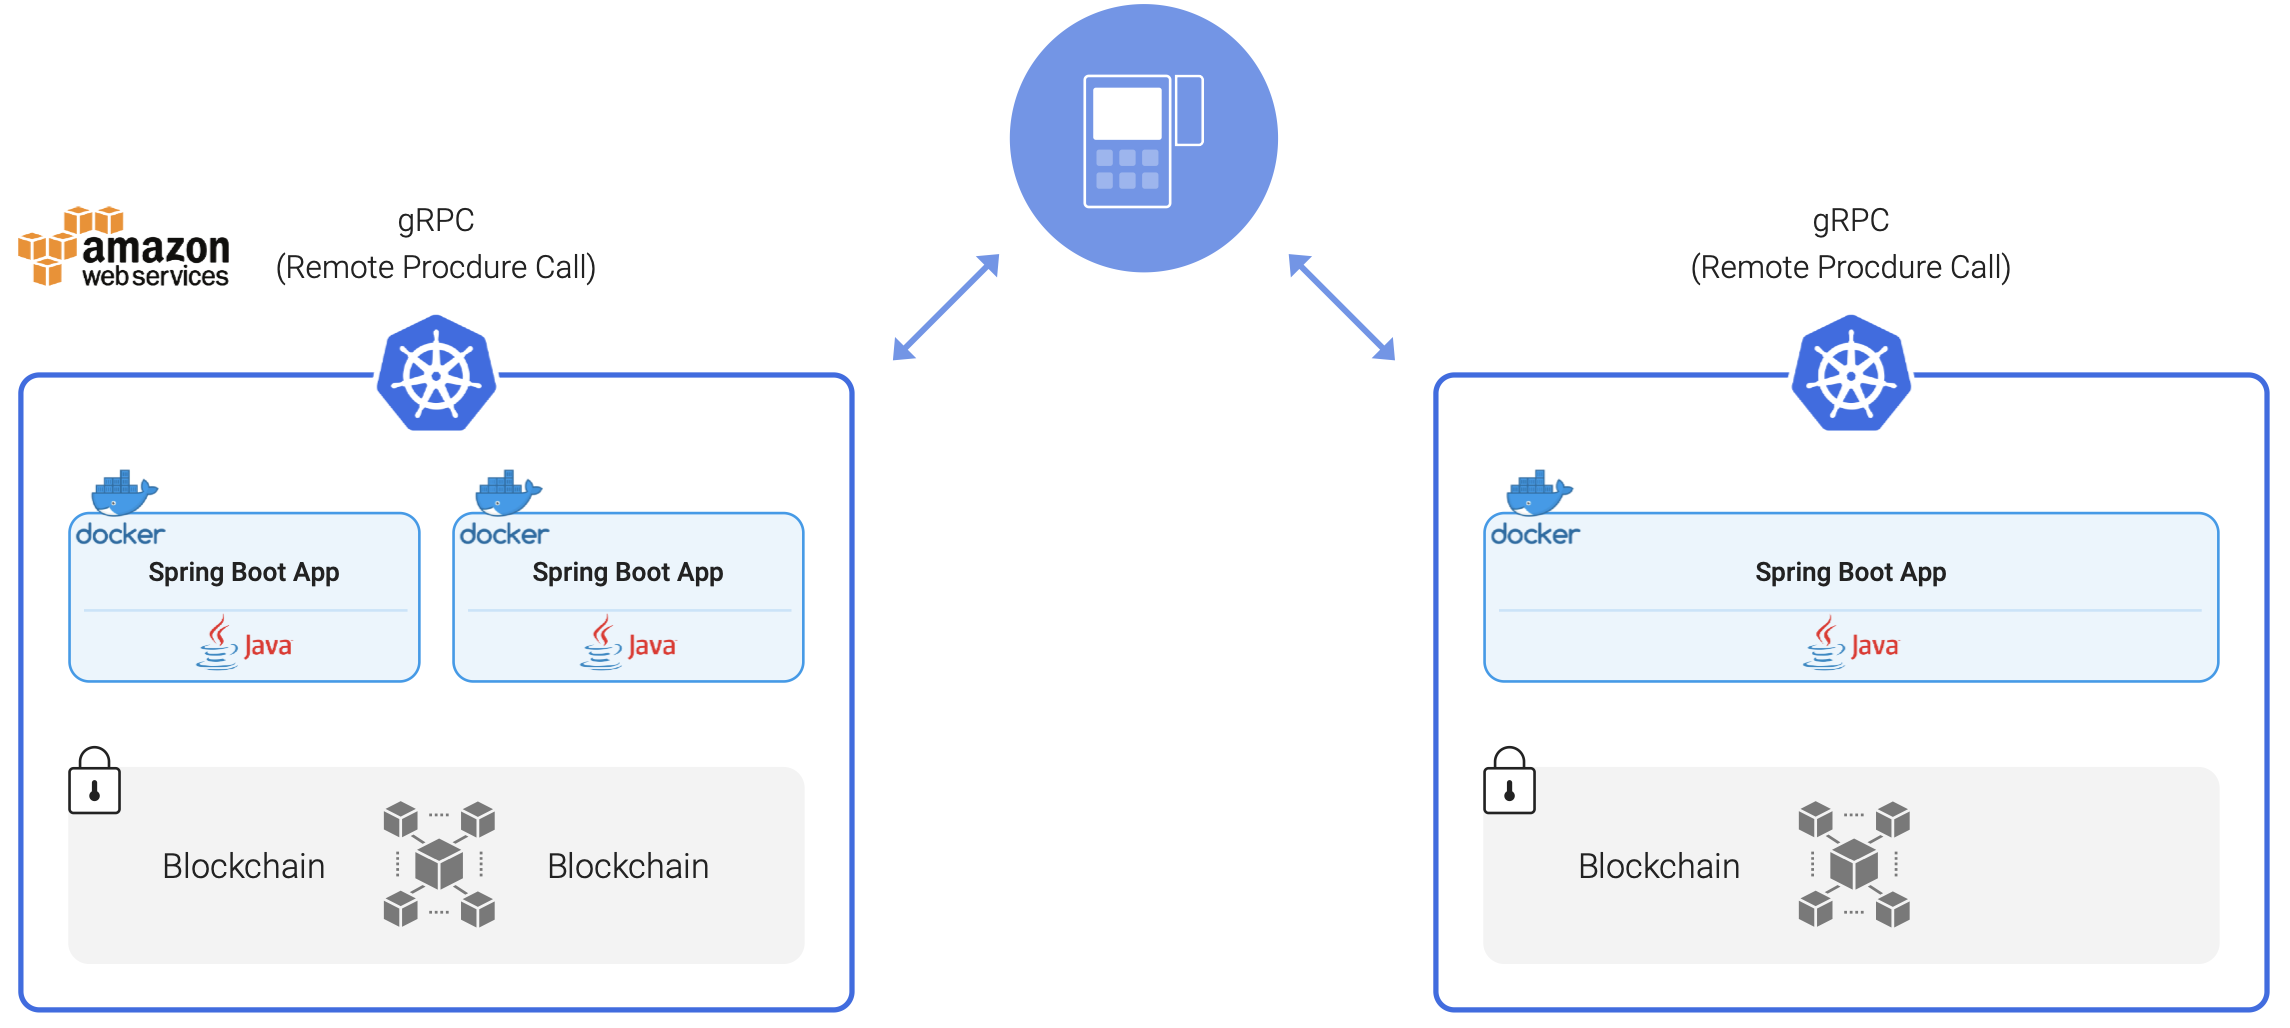 amazon
web services
gRPC
(Remote Procdure Call)
gRPC
(Remote Procdure Call)
docker
Spring Boot App
Java
docker
Spring Boot App
Java
docker
Spring Boot App
Java
Blockchain
Blockchain
Blockchain